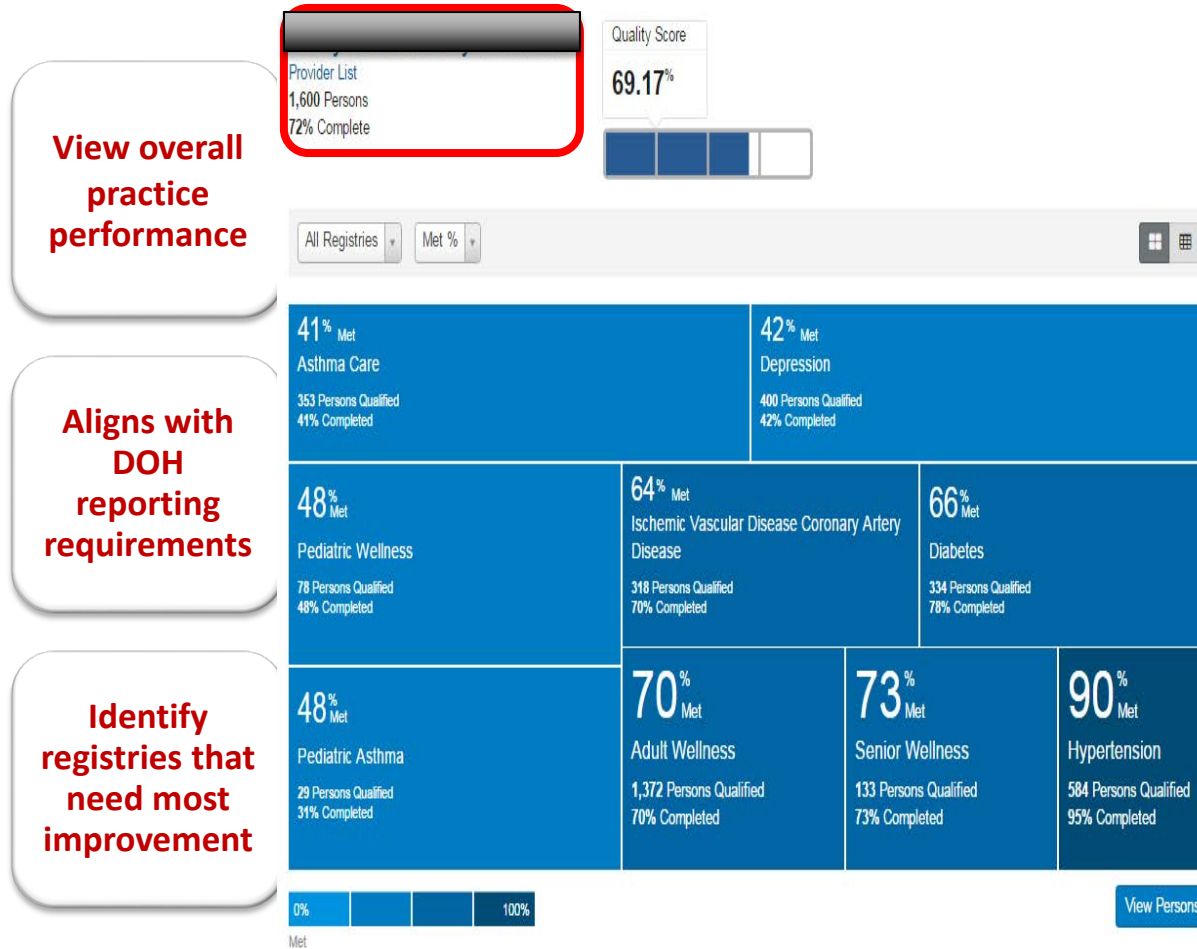 View overall
practice
performance
Aligns with
DOH
reporting
requirements
Identify
registries that
need most
improvement
Provider List
1,600 Persons
72% Complete
Quality Score
69.17%
All Registries
Met %
41% Met
Asthma Care
353 Persons Qualified
41% Completed
42% Met
Depression
400 Persons Qualified
42% Completed
48% Met
Pediatric Wellness
78 Persons Qualified
48% Completed
64% Met
Ischemic Vascular Disease Coronary Artery
Disease
318 Persons Qualified
70% Completed
66% Met
Diabetes
334 Persons Qualified
78% Completed
48% Met
Pediatric Asthma
29 Persons Qualified
31% Completed
70% Met
Adult Wellness
1,372 Persons Qualified
70% Completed
73% Met
Senior Wellness
133 Persons Qualified
73% Completed
90% Met
Hypertension
584 Persons Qualified
95% Completed
0% 100%
Met
View Persons